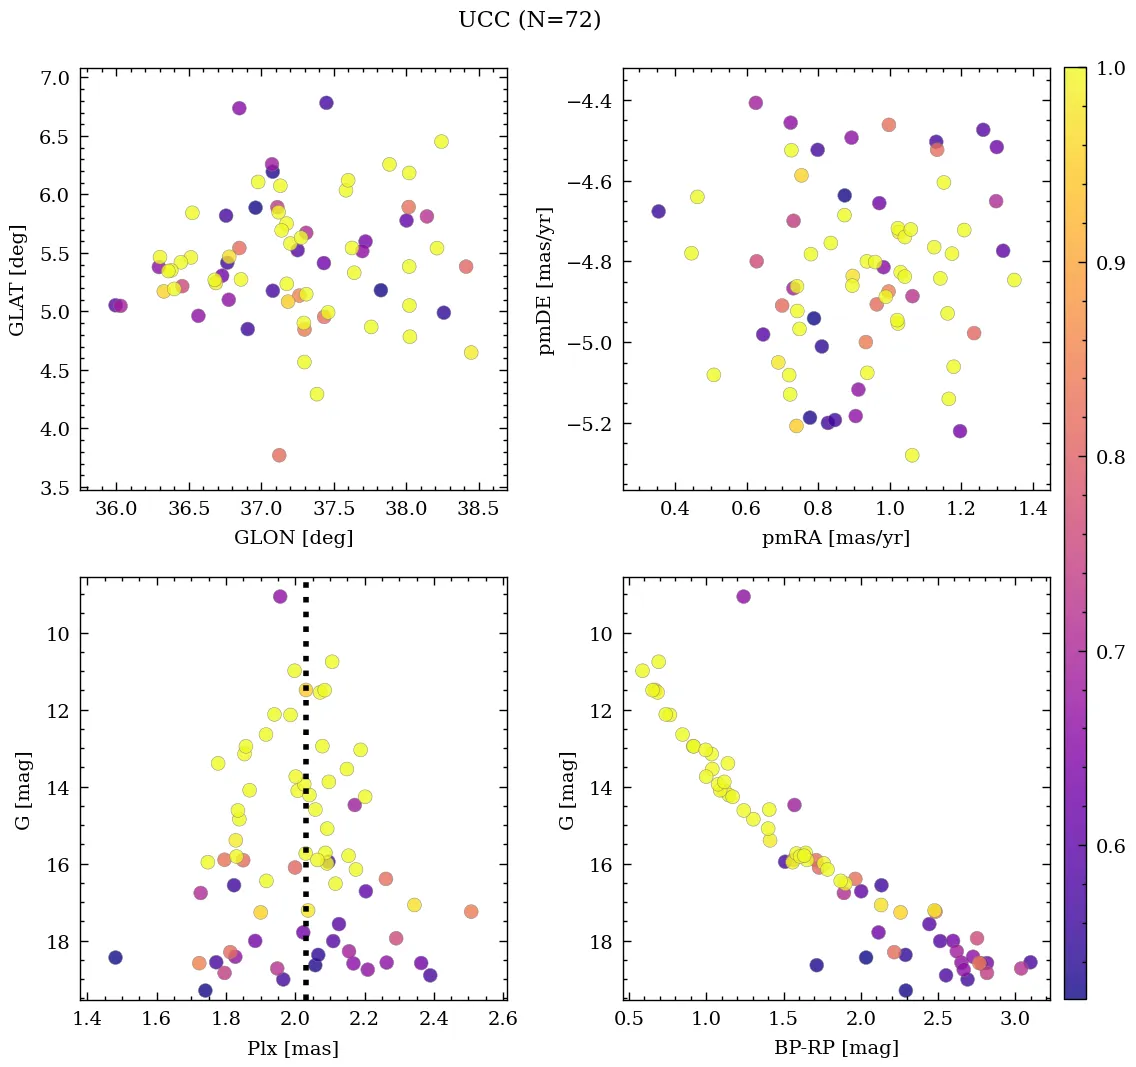 UCC (N=72)
7.0
6.5
6.0
5.5
5.0
4.5
4.0
3.5
GLAT [deg]
36.0 36.5 37.0 37.5 38.0 38.5
GLON [deg]
−4.4
−4.6
−4.8
−5.0
−5.2
pmDE [mas/yr]
0.4 0.6 0.8 1.0 1.2 1.4
pmRA [mas/yr]
10
12
14
16
18
G [mag]
1.4 1.6 1.8 2.0 2.2 2.4 2.6
Plx [mas]
10
12
14
16
18
G [mag]
0.5 1.0 1.5 2.0 2.5 3.0
BP-RP [mag]
1.0
0.9
0.8
0.7
0.6